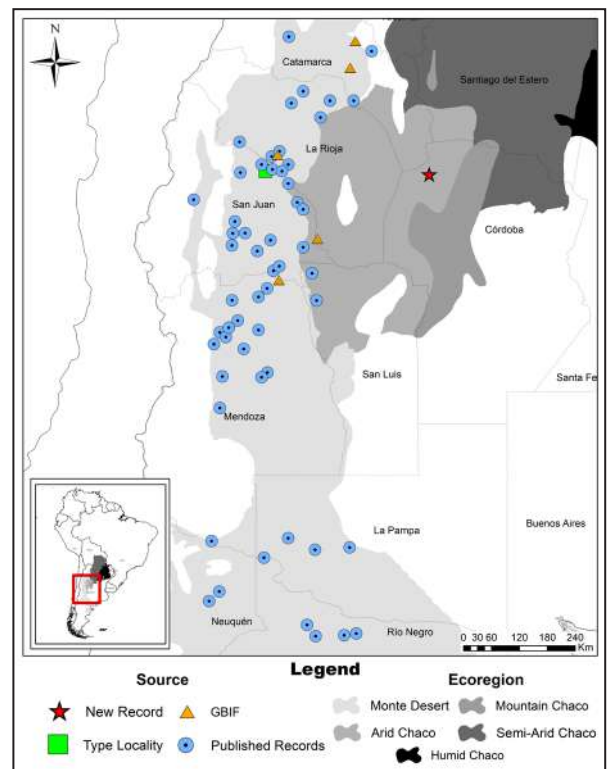 N
Catamarca
Santiago del Estero
La Rioja
San Juan
Córdoba
San Luis
Santa Fe
Mendoza
La Pampa
Buenos Aires
Neuquén
Río Negro
0 30 60 120 180 240
Km
Legend
Source
Ecoregion
New Record
GBIF
Type Locality
Published Records
Monte Desert
Mountain Chaco
Arid Chaco
Semi-Arid Chaco
Humid Chaco